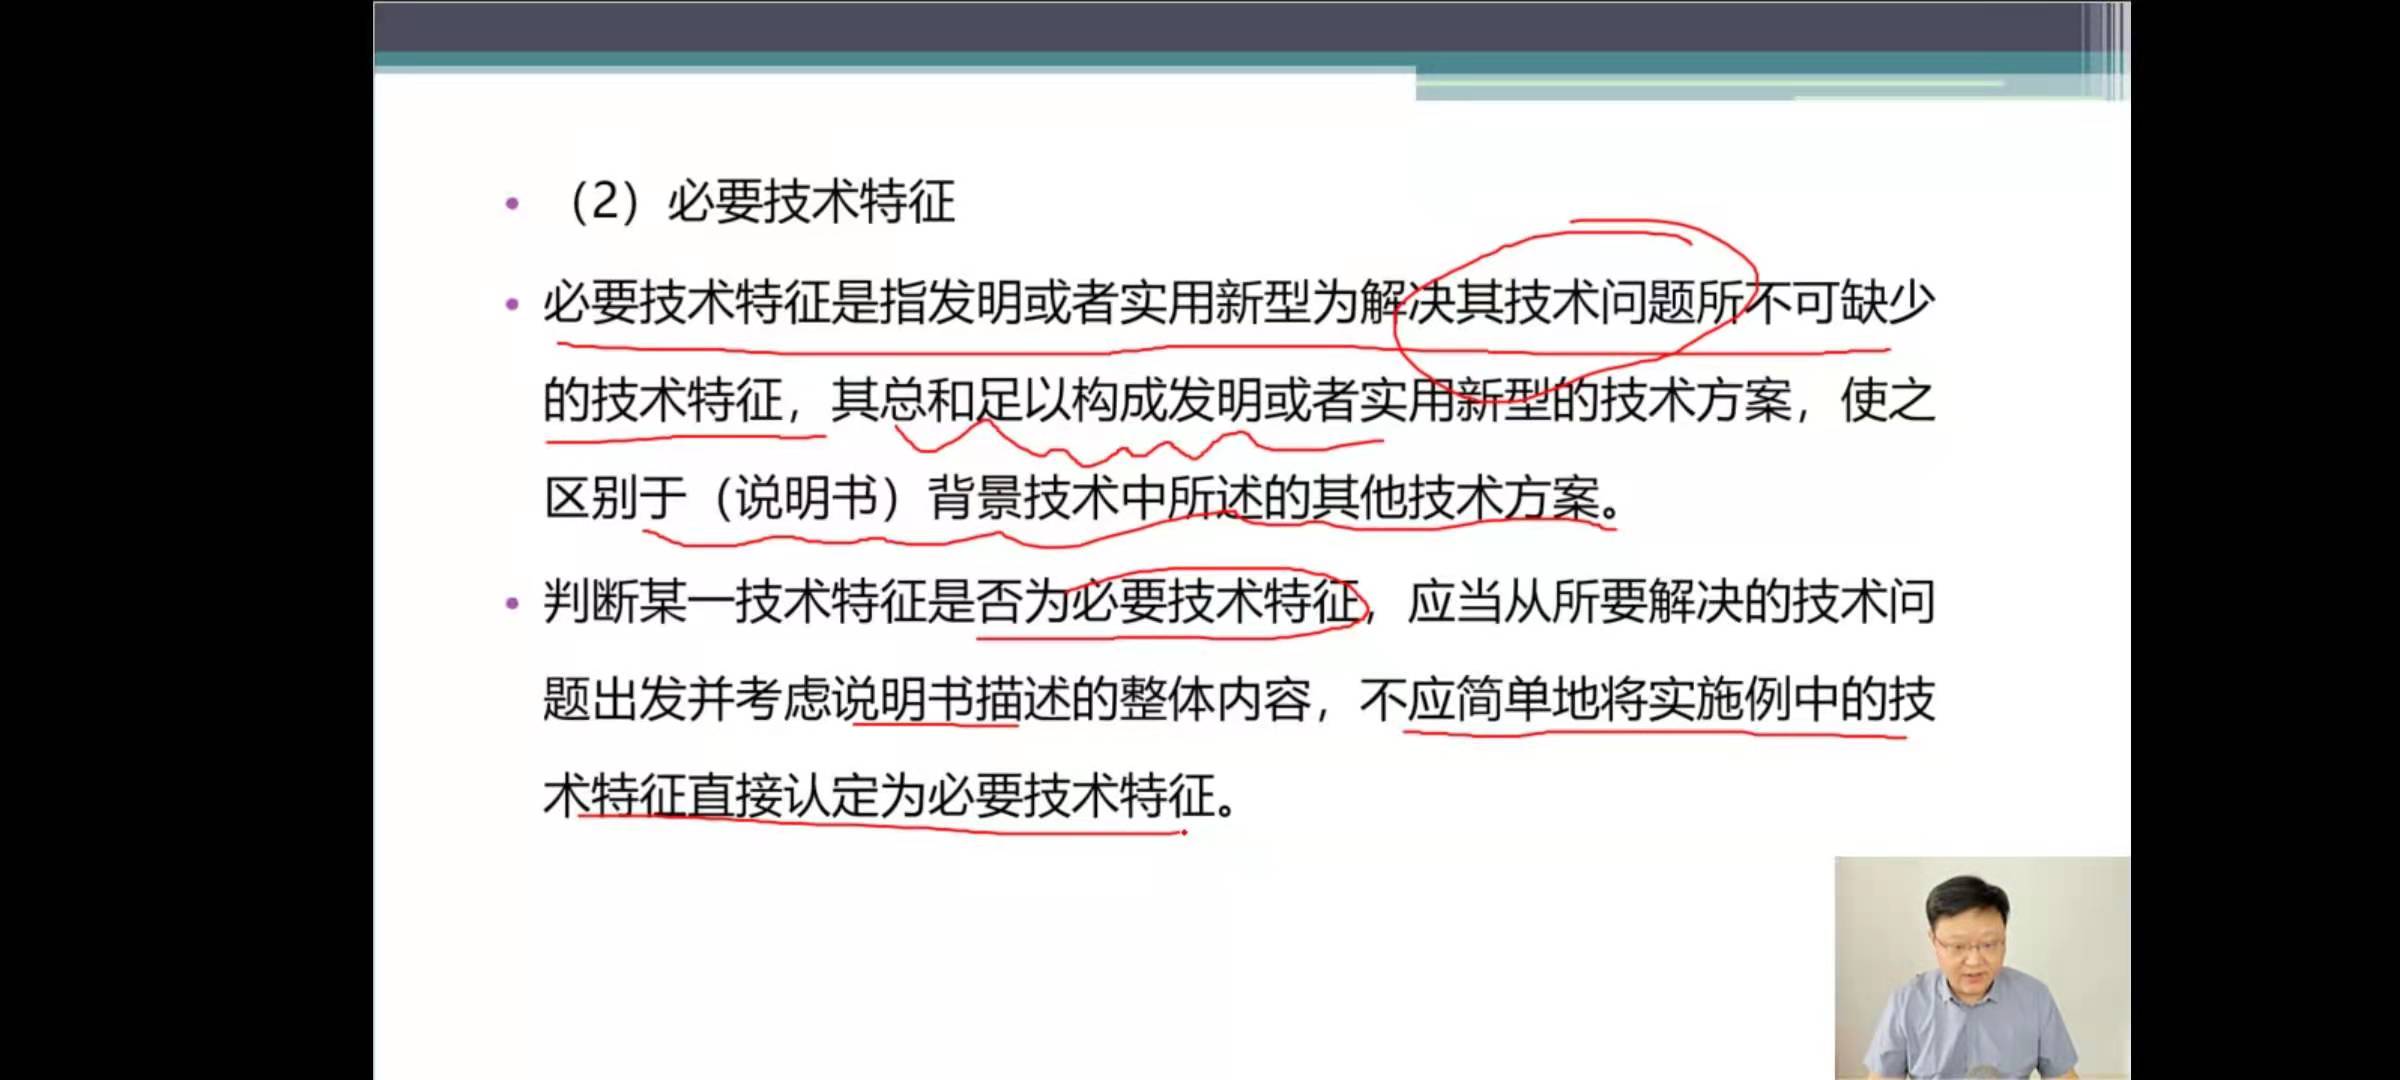 （2）必要技术特征
必要技术特征是指发明或者实用新型为解决其技术问题所不可缺少
的技术特征，其总和足以构成发明或者实用新型的技术方案，使之
区别于（说明书）背景技术中所述的其他技术方案。
判断某一技术特征是否为必要技术特征，应当从所要解决的技术问
题出发并考虑说明书描述的整体内容，不应简单地将实施例中的技
术特征直接认定为必要技术特征。